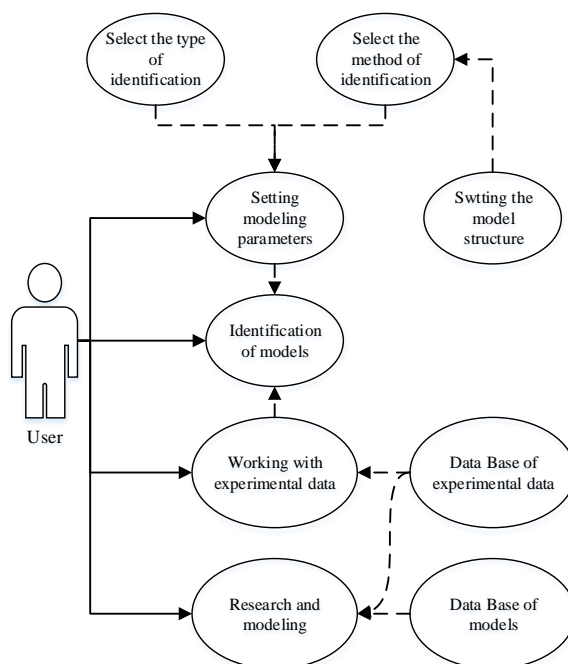 Select the type
of
identification
Select the
method of
identification
Setting
modeling
parameters
Swtting the
model
structure
Identification
of models
User
Working with
experimental data
Data Base of
experimental data
Research and
modeling
Data Base of
models